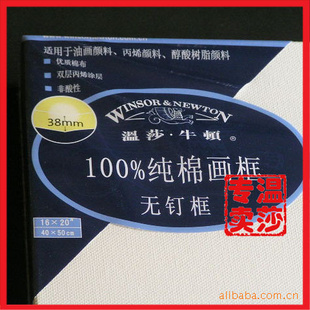 适用于油画颜料、丙烯颜料、醇酸树脂颜料
优质棉布
双层丙烯涂层
非酸性
38mm
WINSOR & NEWTON
溫莎·牛頓®
100%纯棉画框
无钉框
16×20"
40×50cm
温莎
专卖
alibaba.com.cn